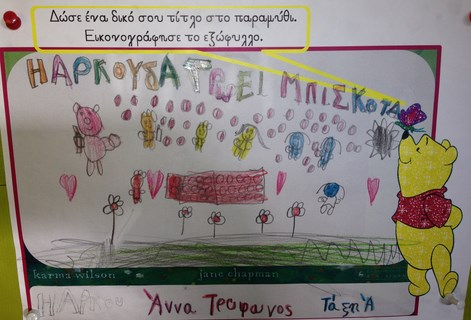 Δώσε ένα δικό σου τίτλο στο παραμύθι.
Εικονογράφησε το εξώφυλλο.
Η ΑΡΚΟΥΔΑ ΤΡΩΕΙ ΜΠΙΣΚΟΤΑ
karma wilson
jane chapman
Άννα Τρφωνος Τάξη Ά